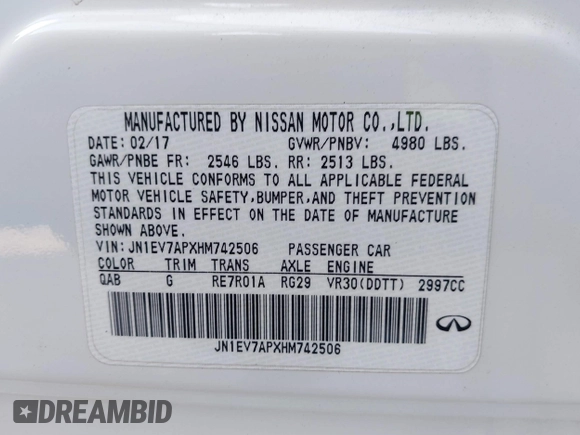 MANUFACTURED BY NISSAN MOTOR CO.,LTD.
DATE: 02/17 GVWR/PNBV: 4980 LBS.
GAWR/PNBE FR: 2546 LBS. RR: 2513 LBS.
THIS VEHICLE CONFORMS TO ALL APPLICABLE FEDERAL
MOTOR VEHICLE SAFETY,BUMPER,AND THEFT PREVENTION
STANDARDS IN EFFECT ON THE DATE OF MANUFACTURE
SHOWN ABOVE.
VIN: JN1EV7APXHM742506 PASSENGER CAR
COLOR TRIM TRANS AXLE ENGINE
QAB G RE7R01A RG29 VR30(DDTT) 2997CC
JN1EV7APXHM742506
DREAMBID